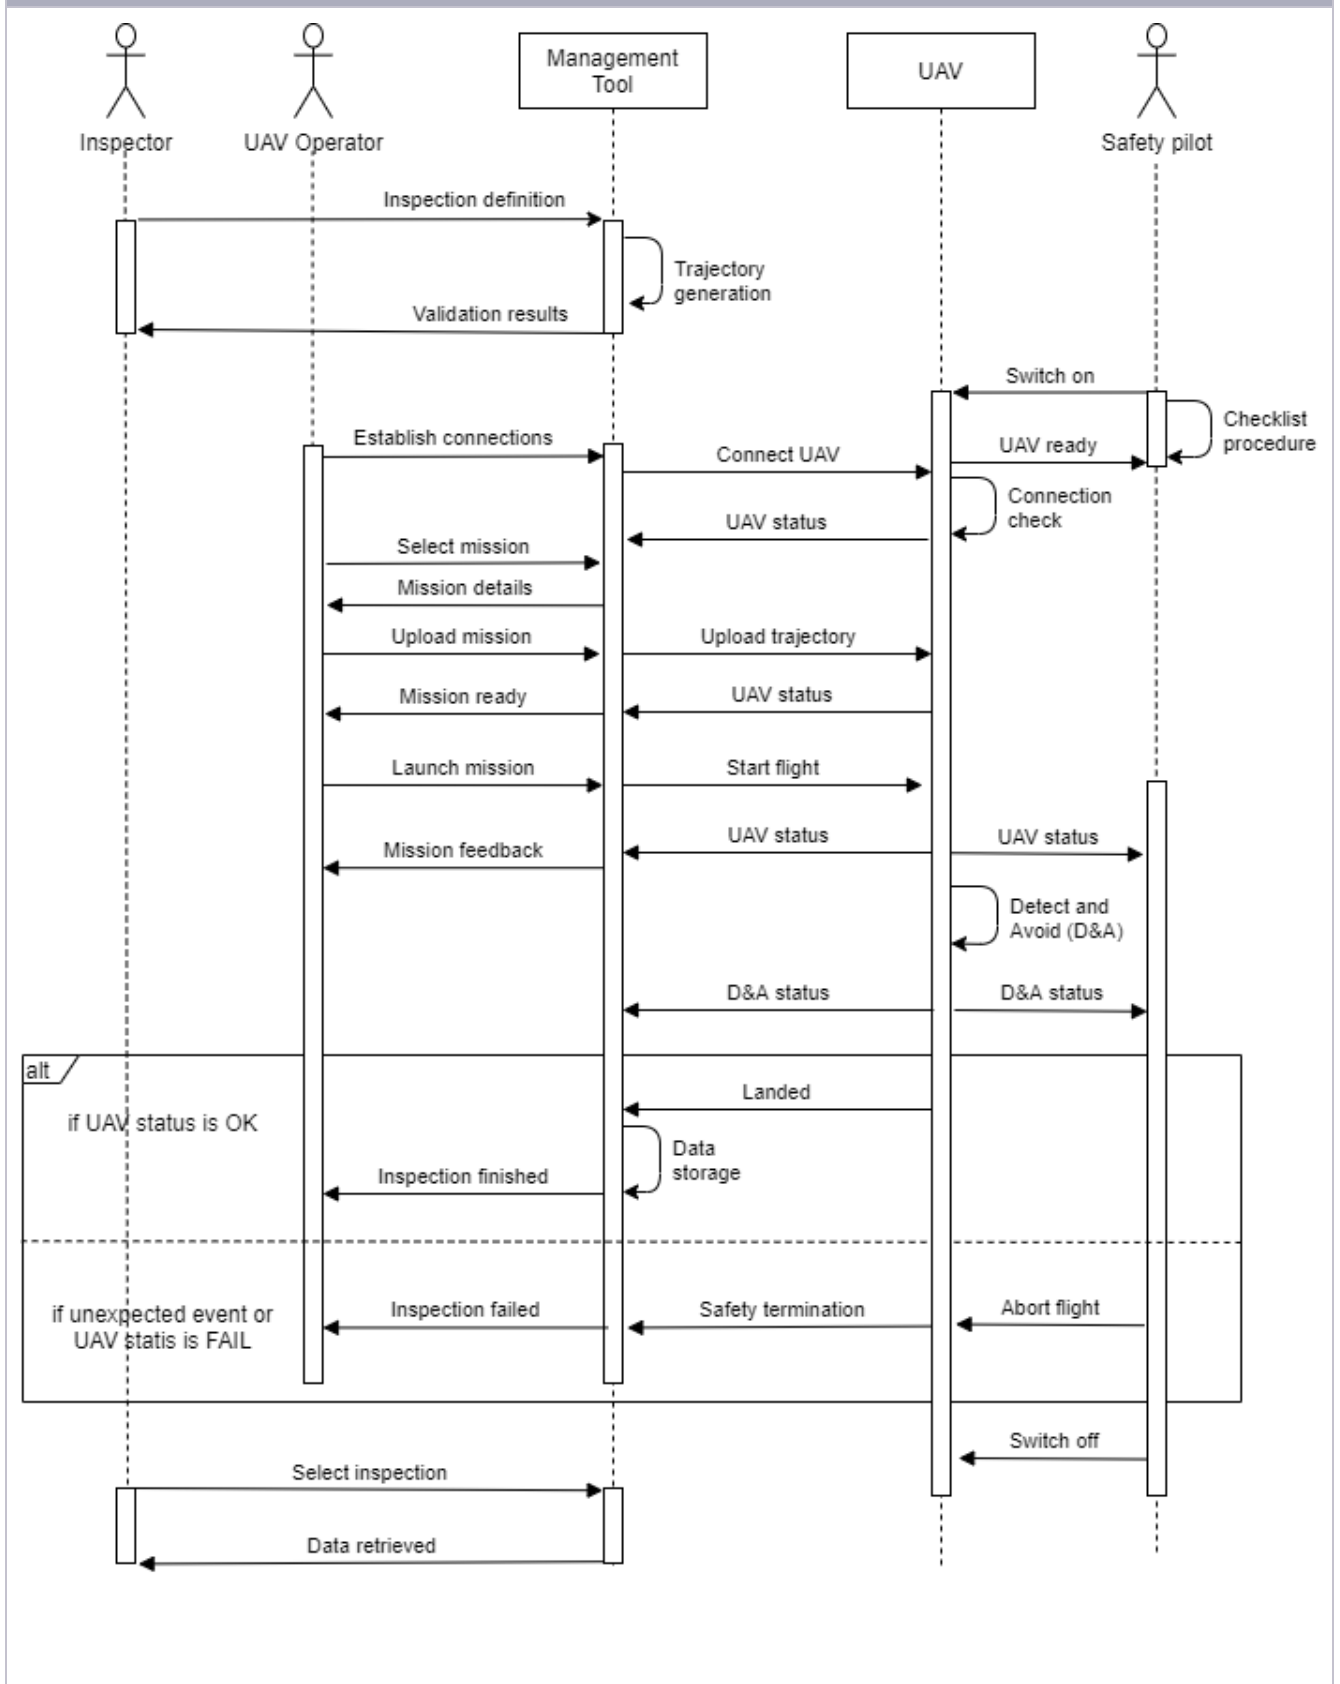 Management
Tool
UAV
Inspector
UAV Operator
Safety pilot
Inspection definition
Trajectory
generation
Validation results
Switch on
Checklist
procedure
Establish connections
Connect UAV
UAV ready
Connection
check
UAV status
Select mission
Mission details
Upload mission
Upload trajectory
Mission ready
UAV status
Launch mission
Start flight
UAV status
UAV status
Mission feedback
Detect and
Avoid (D&A)
D&A status
D&A status
alt
Landed
if UAV status is OK
Data
storage
Inspection finished
if unexpected event or
UAV statis is FAIL
Inspection failed
Safety termination
Abort flight
Switch off
Select inspection
Data retrieved